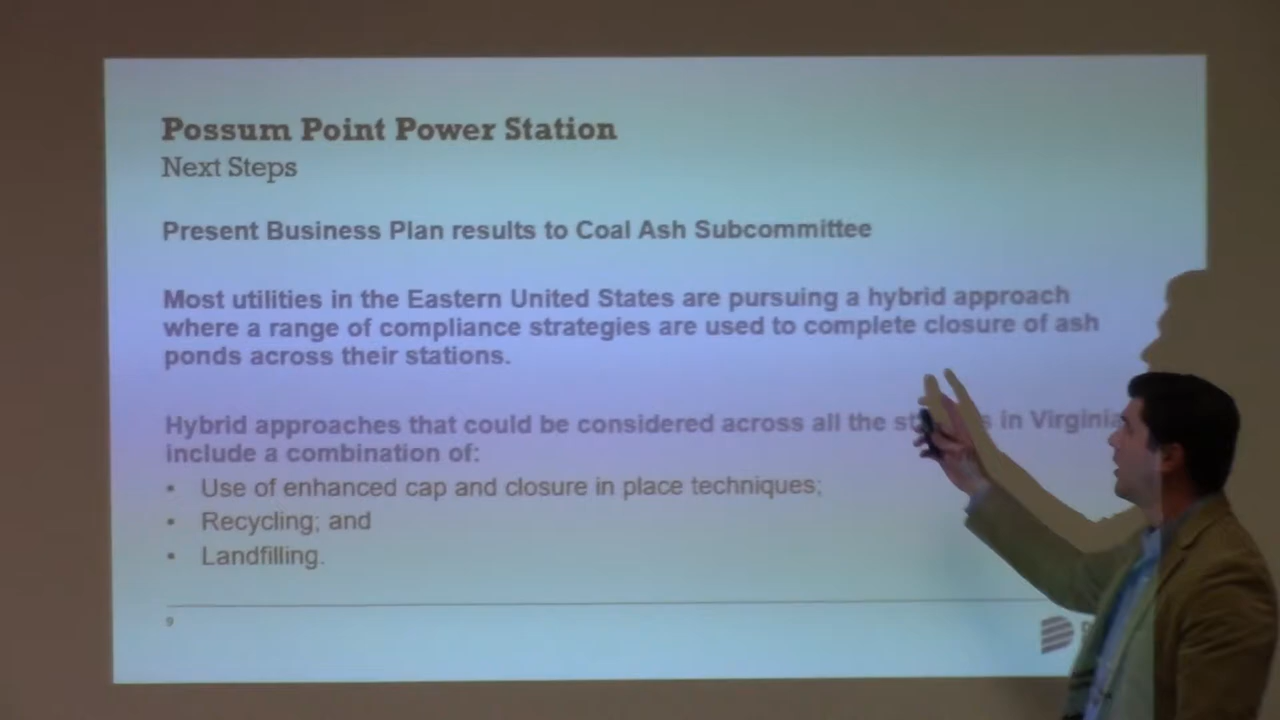 Possum Point Power Station
Next Steps
Present Business Plan results to Coal Ash Subcommittee
Most utilities in the Eastern United States are pursuing a hybrid approach
where a range of compliance strategies are used to complete closure of ash
ponds across their stations.
Hybrid approaches that could be considered across all the in Virginia
include a combination of:
• Use of enhanced cap and closure in place techniques;
• Recycling; and
• Landfilling.
9